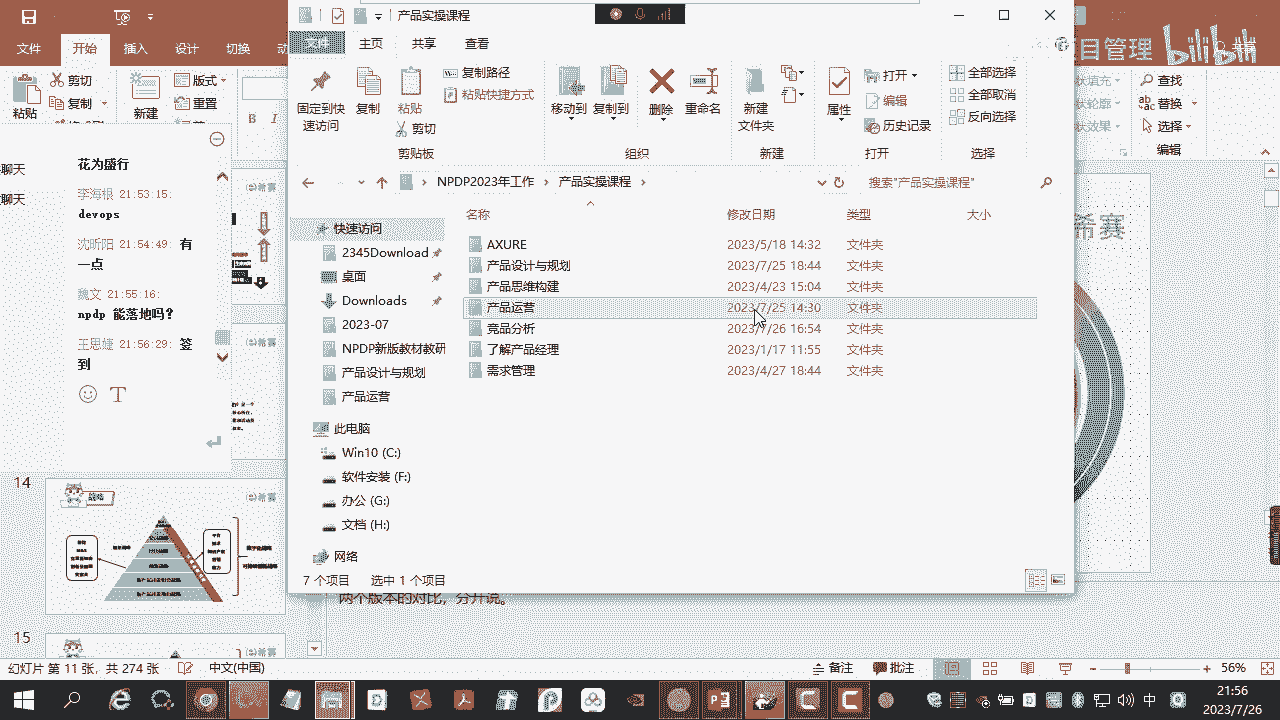 产品实操课程
文件 开始 插入 设计 切换 动
目管理 bilibili
文件 主页 共享 查看
剪切
复制
粘贴
新建
版式
重置
B I
固定到快
速访问
复制
粘贴
复制路径
粘贴快捷方式
剪切
剪贴板
移动到
复制到
删除
重命名
组织
新建
文件夹
新建
属性
打开
编辑
历史记录
打开
全部选择
全部取消
反向选择
选择
填充
轮廓
效果
查找
替换
选择
编辑
NPDP2023年工作 产品实操课程
搜索"产品实操课程"
聊天
聊天
花为盛行
李海根 21:53:15:
devops
沈昕阳 21:54:49: 有
一点
魏文 21:55:16:
npdp 能落地吗?
王思婕 21:56:29: 签
到
快速访问
2345Download
桌面
Downloads
2023-07
NPDP新版教材教研
产品设计与规划
产品运营
此电脑
Win10 (C:)
软件安装 (F:)
办公 (G:)
文档 (H:)
网络
名称 修改日期 类型 大小
AXURE 2023/5/18 14:32 文件夹
产品设计与规划 2023/7/25 18:44 文件夹
产品思维构建 2023/4/23 15:04 文件夹
产品运营 2023/7/25 14:30 文件夹
竞品分析 2023/7/26 16:54 文件夹
了解产品经理 2023/1/17 11:55 文件夹
需求管理 2023/4/27 18:44 文件夹
7 个项目 选中 1 个项目
希赛
14
战略
希赛
15
希赛
两个版本的对比，分开说。
幻灯片 第 11 张，共 274 张 中文(中国) 备注 批注 56%
中
21:56
2023/7/26